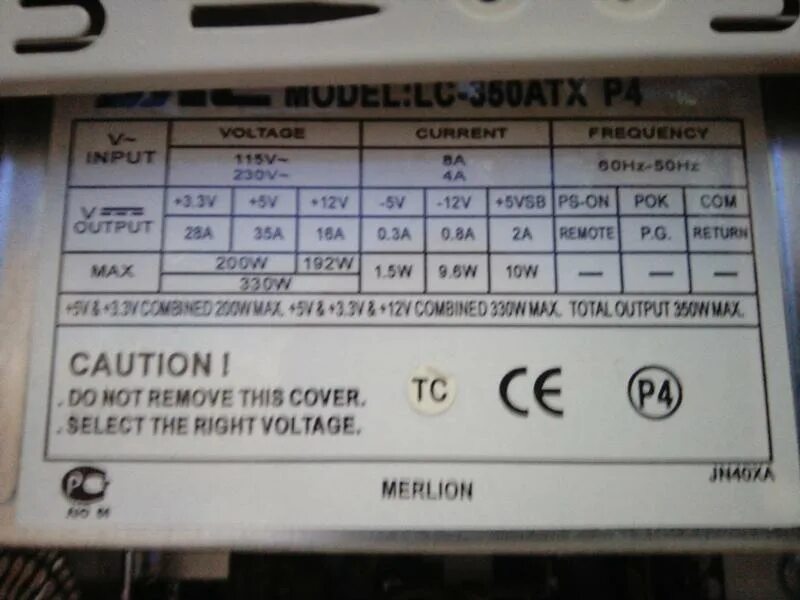 MODEL:LC-350ATX P4
V~ INPUT VOLTAGE CURRENT FREQUENCY
115V~ 8A 60Hz-50Hz
230V~ 4A
V OUTPUT +3.3V +5V +12V -5V -12V +5VSB PS-ON POK COM
28A 35A 16A 0.3A 0.8A 2A REMOTE P.G. RETURN
MAX 200W 192W 1.5W 9.6W 10W — — —
330W
+5V & +3.3V COMBINED 200W MAX. +5V & +3.3V & +12V COMBINED 330W MAX. TOTAL OUTPUT 350W MAX.
CAUTION !
. DO NOT REMOVE THIS COVER.
. SELECT THE RIGHT VOLTAGE.
TC CE P4
JN40XA
MERLION